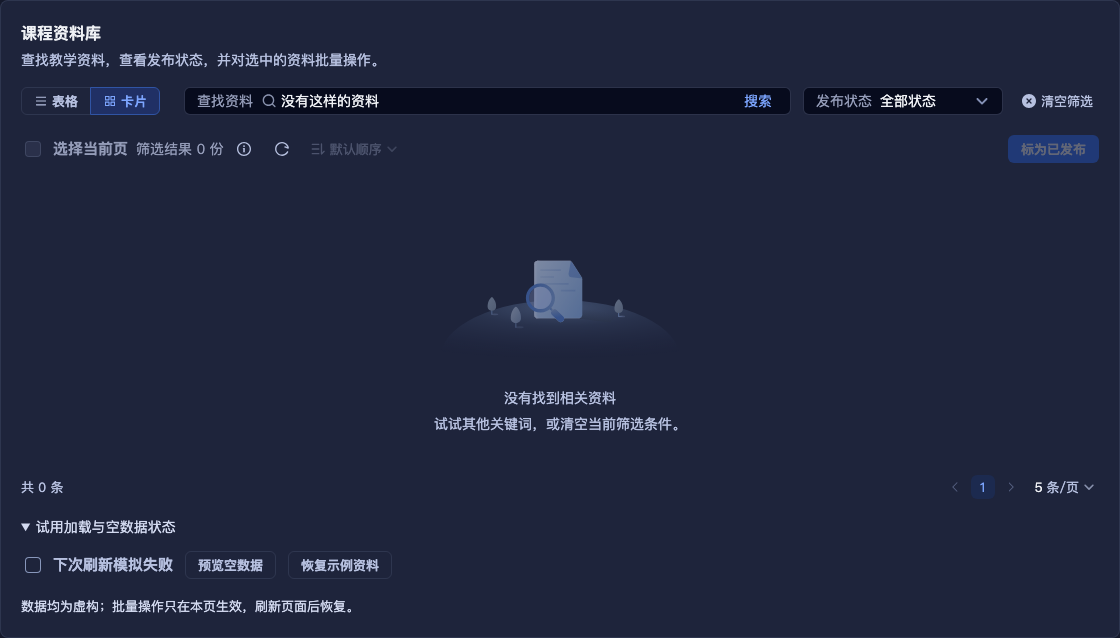 课程资料库
查找教学资料，查看发布状态，并对选中的资料批量操作。
表格 卡片 查找资料 没有这样的资料 搜索 发布状态 全部状态 清空筛选
选择当前页 筛选结果 0 份 默认顺序 标为已发布
没有找到相关资料
试试其他关键词，或清空当前筛选条件。
共 0 条 1 5 条/页
试用加载与空数据状态
下次刷新模拟失败 预览空数据 恢复示例资料
数据均为虚构；批量操作只在本页生效，刷新页面后恢复。